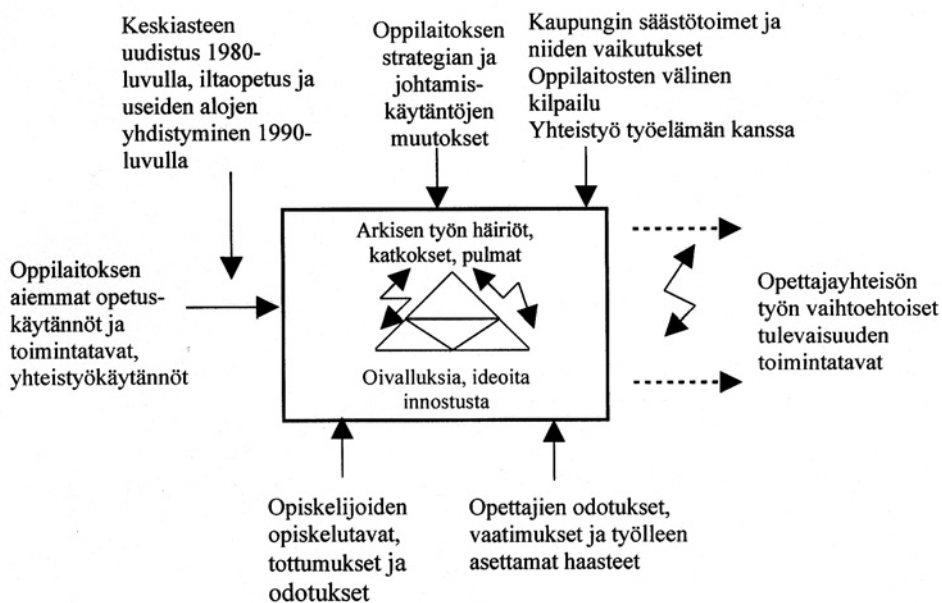 Keskiasteen
uudistus 1980-
luvulla, iltaopetus ja
useiden alojen
yhdistyminen 1990-
luvulla
Oppilaitoksen
strategian ja
johtamis-
käytäntöjen
muutokset
Kaupungin säästötoimet ja
niiden vaikutukset
Oppilaitosten välinen
kilpailu
Yhteistyö työelämän kanssa
Oppilaitoksen
aiemmat opetus-
käytännöt ja
toimintatavat,
yhteistyökäytännöt
Arkisen työn häiriöt,
katkokset, pulmat
Oivalluksia, ideoita
innostusta
Opettajayhteisön
työn vaihtoehtoiset
tulevaisuuden
toimintatavat
Opiskelijoiden
opiskelutavat,
tottumukset ja
odotukset
Opettajien odotukset,
vaatimukset ja työlleen
asettamat haasteet